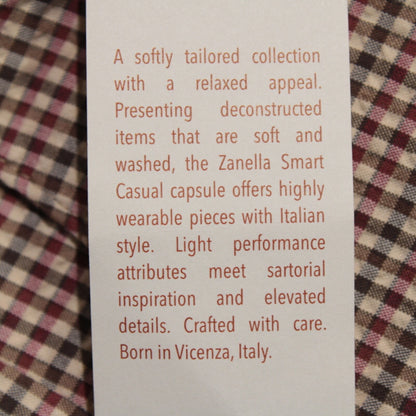 A softly tailored collection
with a relaxed appeal.
Presenting deconstructed
items that are soft and
washed, the Zanella Smart
Casual capsule offers highly
wearable pieces with Italian
style. Light performance
attributes meet sartorial
inspiration and elevated
details. Crafted with care.
Born in Vicenza, Italy.